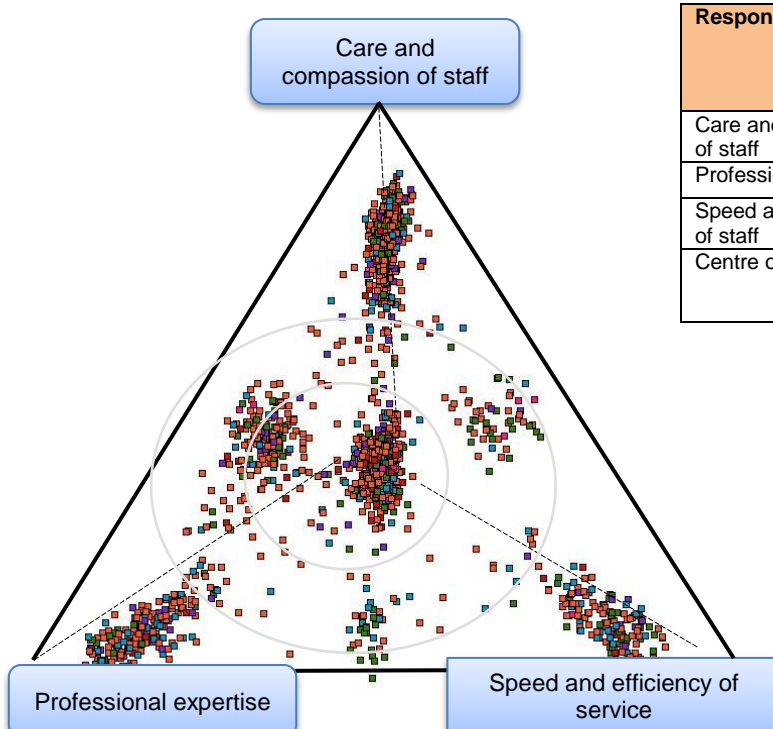 Care and
compassion of staff
Care
of staff
Speed
of staff
Centre
Professional expertise
Speed and efficiency of
service